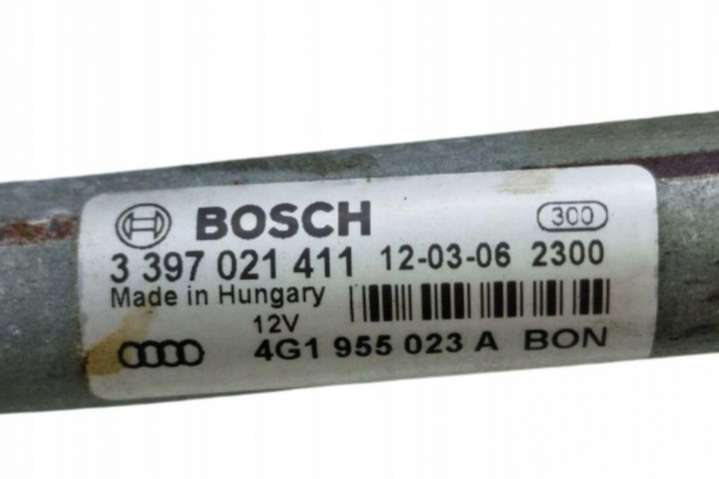 BOSCH 300
3 397 021 411 12-03-06 2300
Made in Hungary
12V
4G1 955 023 A BON